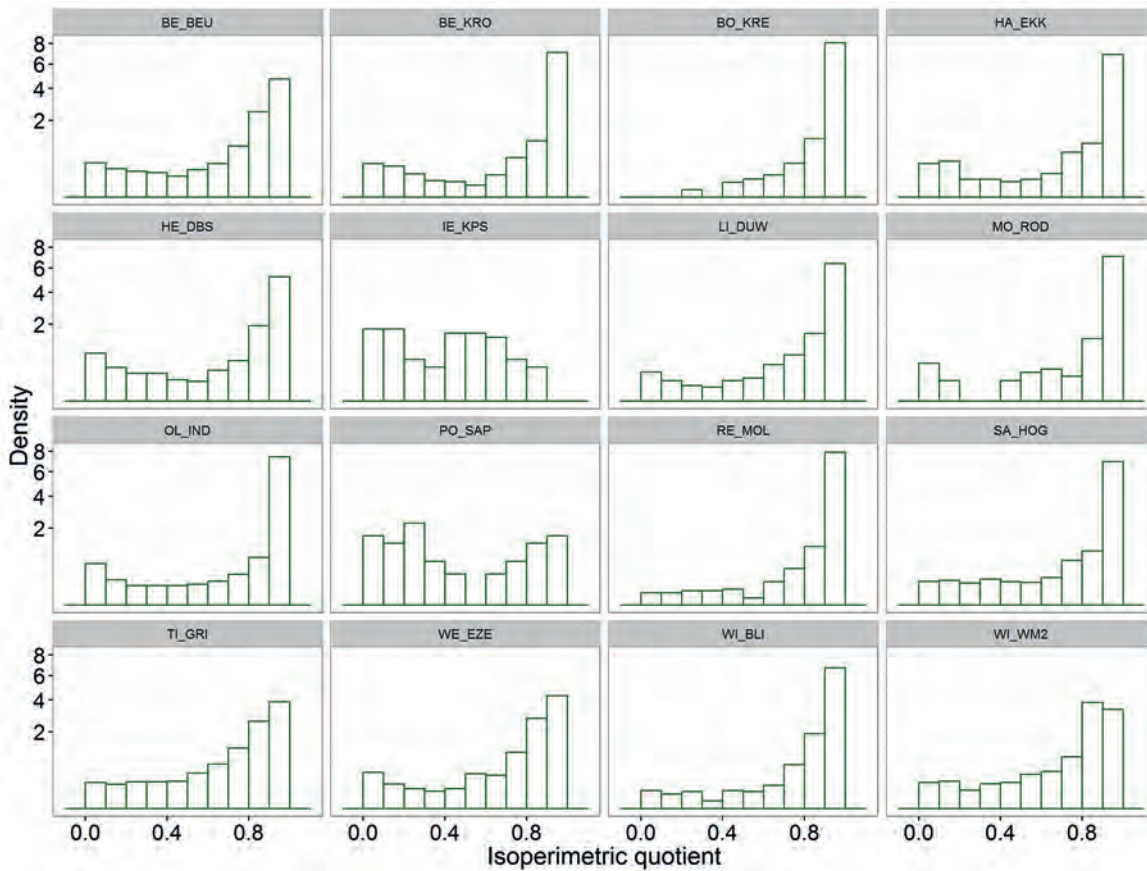 BE_BEU BE_KRO BO_KRE HA_EKK
8
6
4
2
HE_DBS IE_KPS LI_DUW MO_ROD
8
6
4
2
Density
OL_IND PO_SAP RE_MOL SA_HOG
8
6
4
2
TI_GRI WE_EZE WI_BLI WI_WM2
8
6
4
2
0.0 0.4 0.8 0.0 0.4 0.8 0.0 0.4 0.8 0.0 0.4 0.8
Isoperimetric quotient